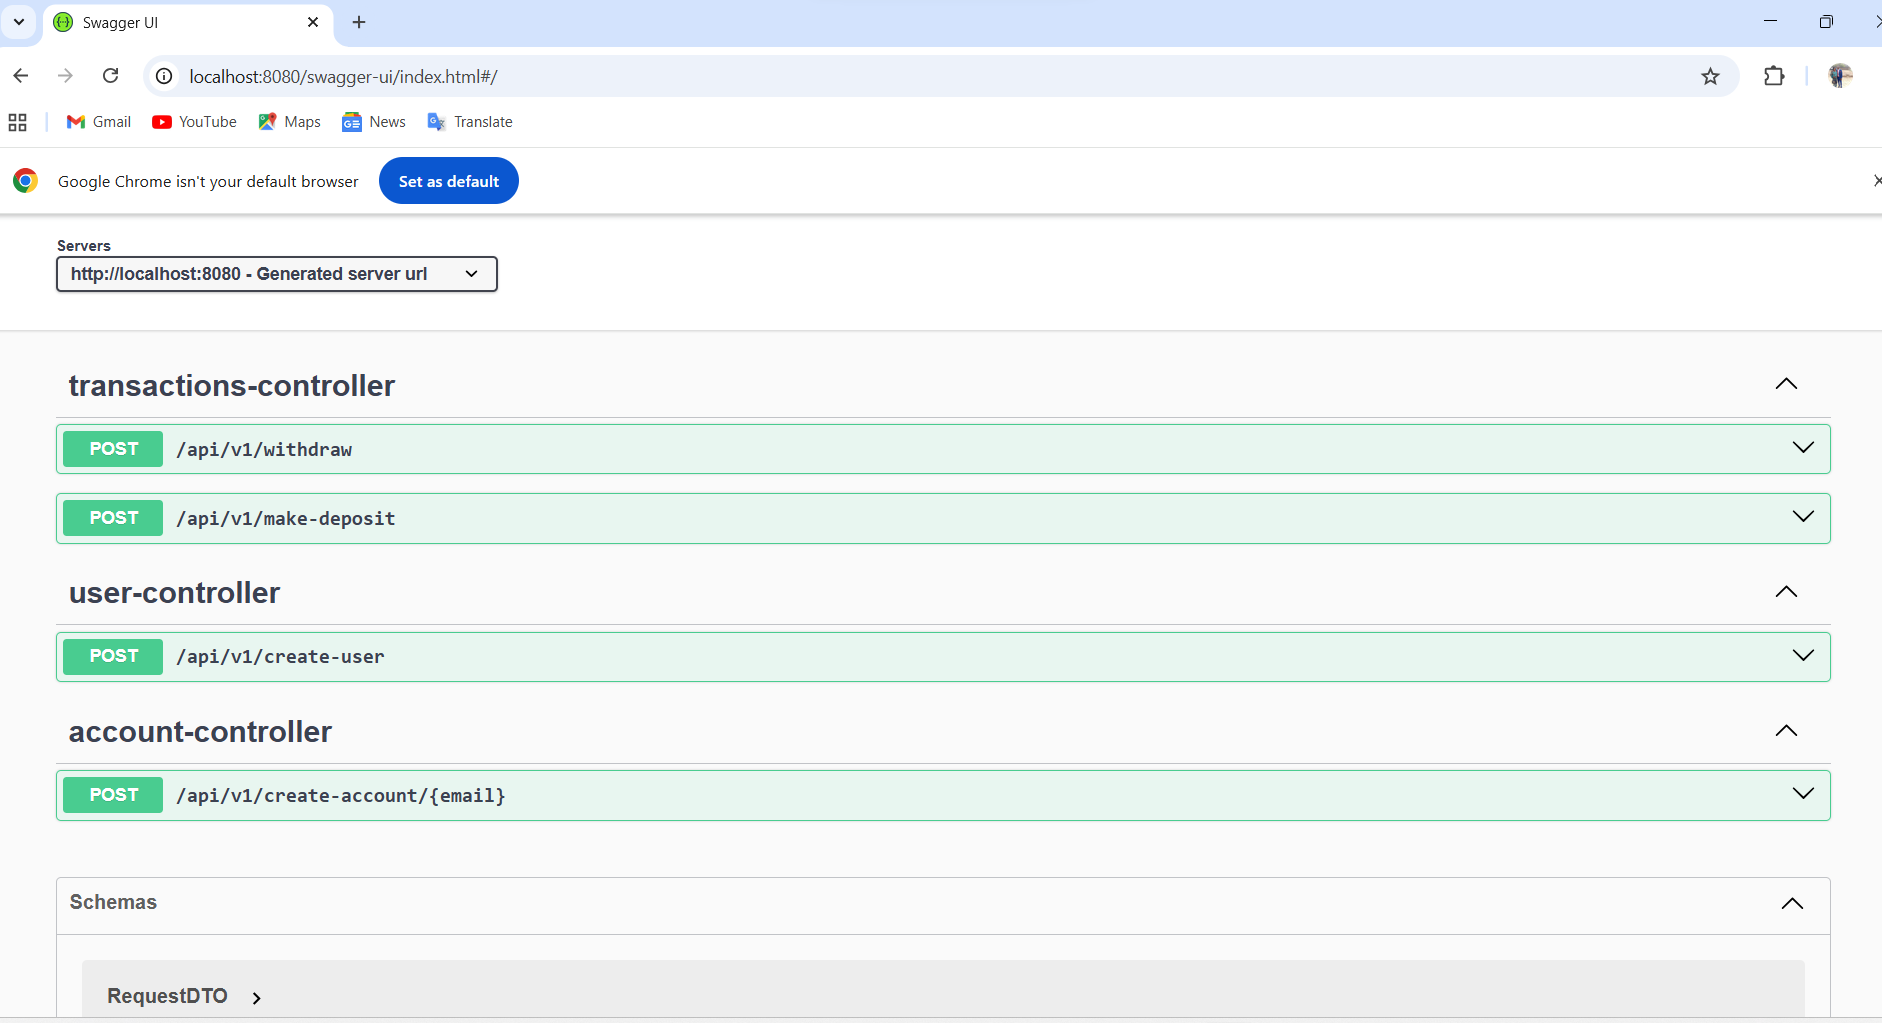 Swagger UI
localhost:8080/swagger-ui/index.html#/
Gmail YouTube Maps News Translate
Google Chrome isn't your default browser Set as default
Servers
http://localhost:8080 - Generated server url
transactions-controller
POST /api/v1/withdraw
POST /api/v1/make-deposit
user-controller
POST /api/v1/create-user
account-controller
POST /api/v1/create-account/{email}
Schemas
RequestDTO